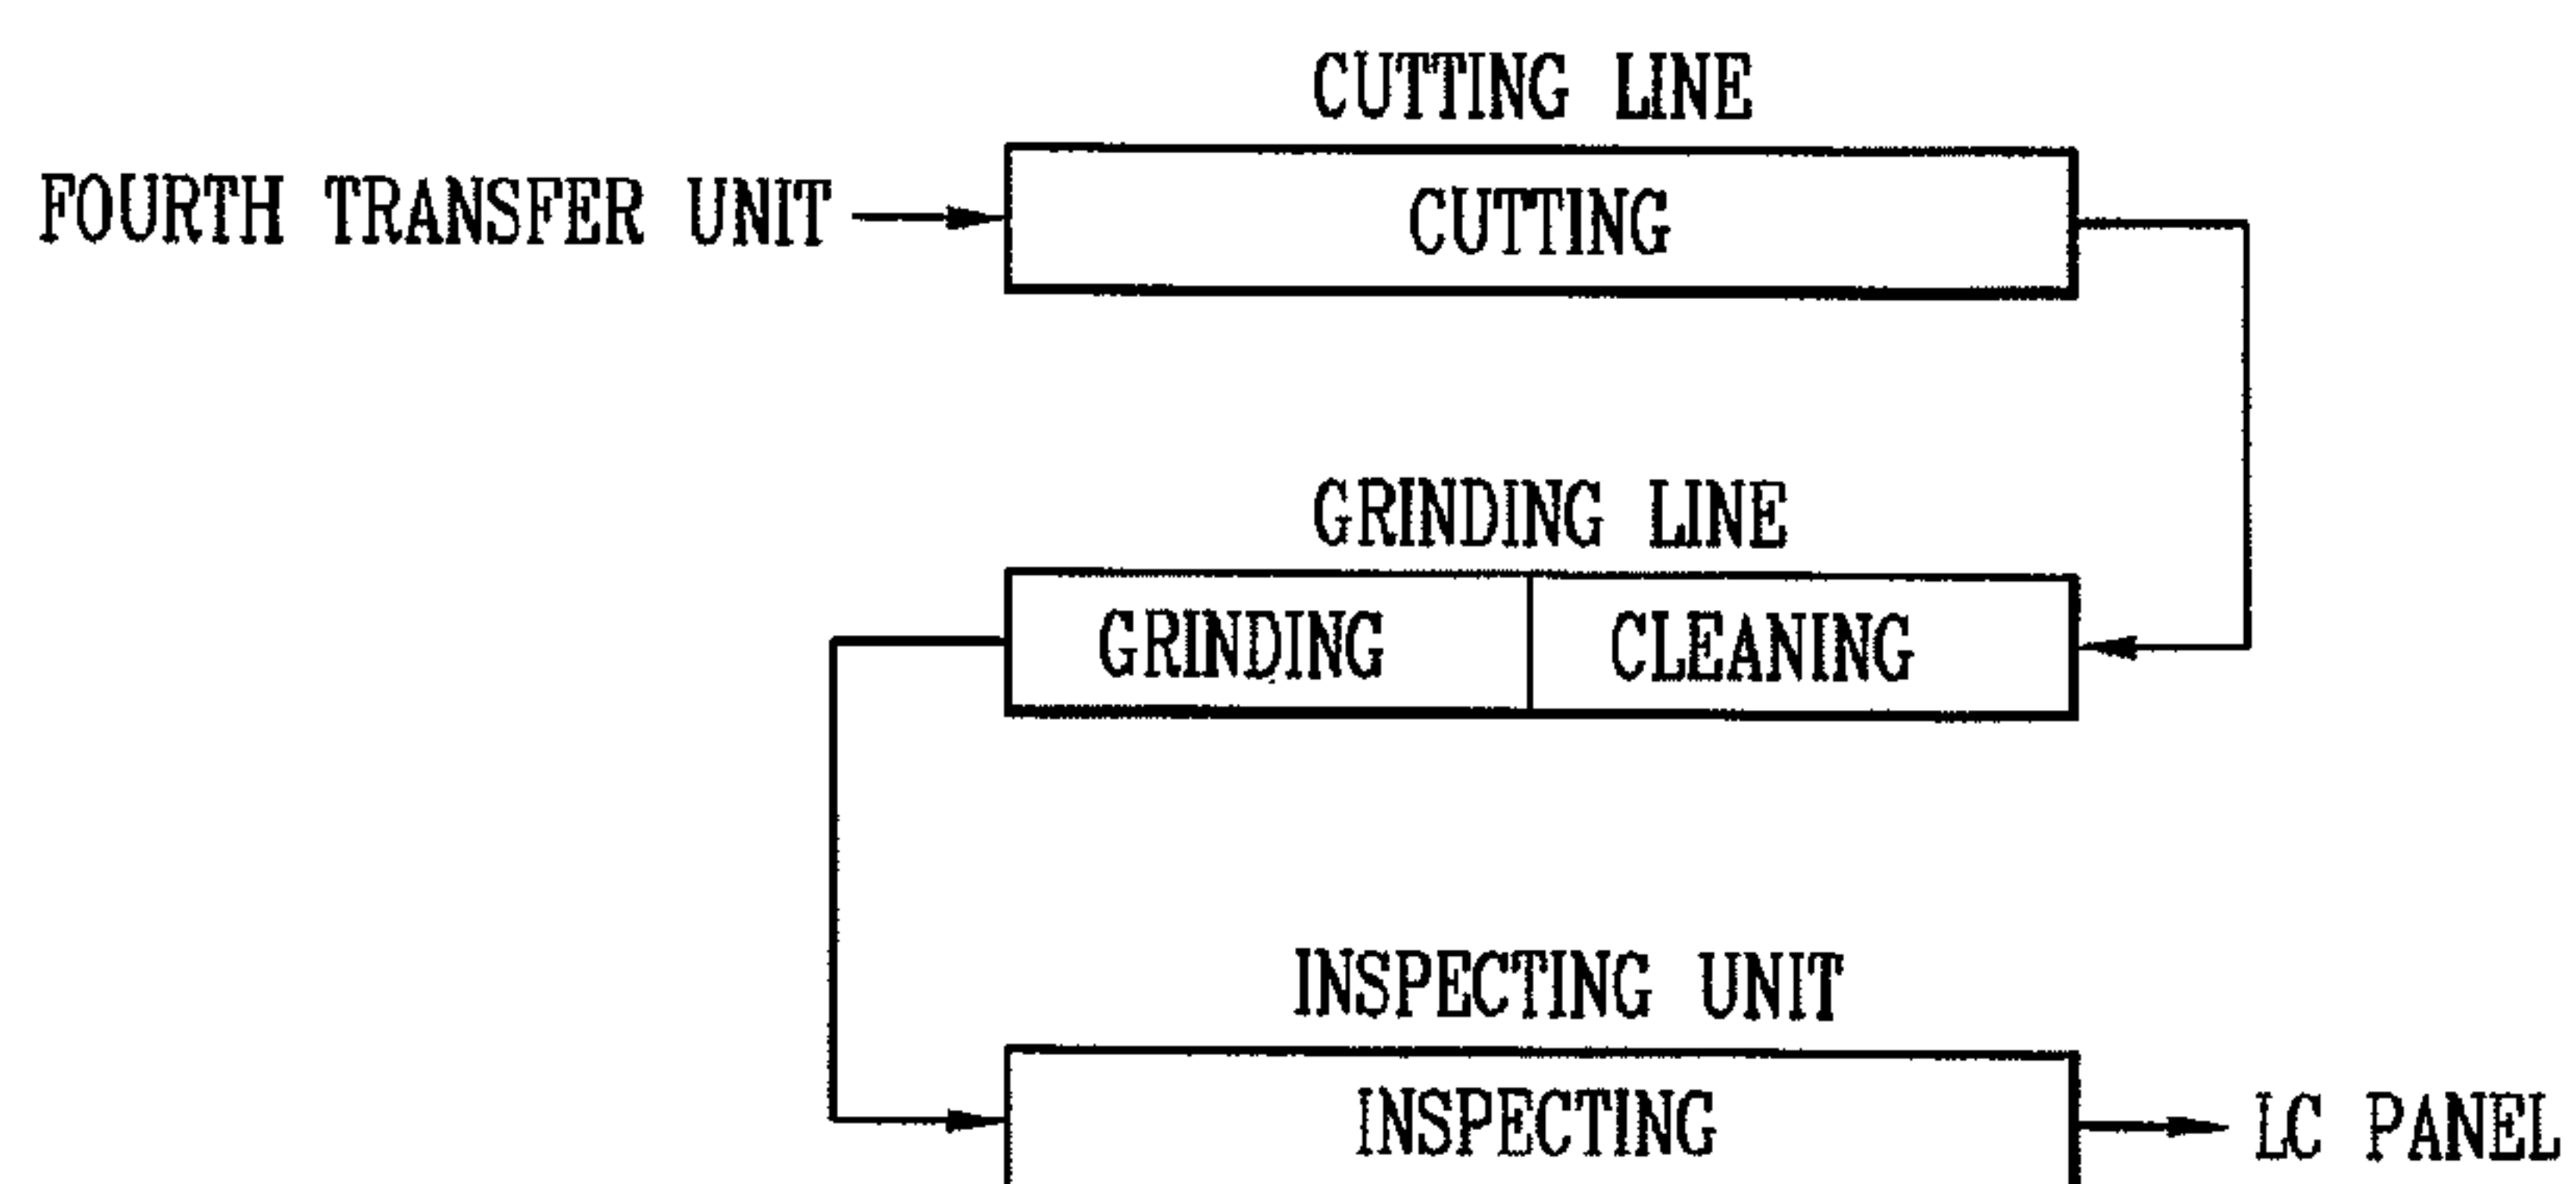 CUTTING LINE
FOURTH TRANSFER UNIT
CUTTING
GRINDING LINE
GRINDING
CLEANING
INSPECTING UNIT
INSPECTING
LC PANEL